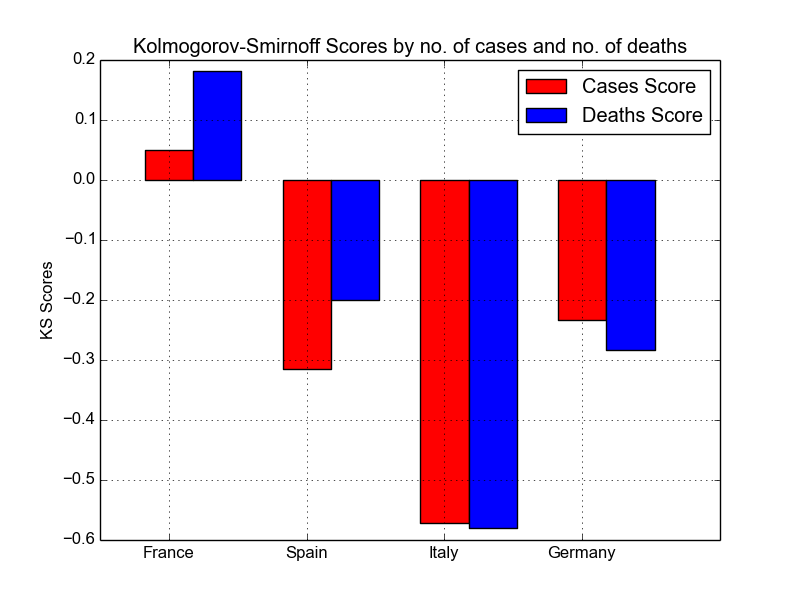 Kolmogorov-Smirnoff Scores by no. of cases and no. of deaths
Cases Score
Deaths Score
KS Scores
0.2
0.1
0.0
−0.1
−0.2
−0.3
−0.4
−0.5
−0.6
France
Spain
Italy
Germany